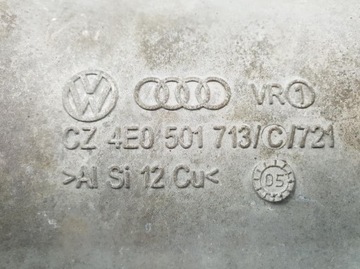 VW VR 1
CZ 4E0 501 713/C/721
>Al Si 12 Cu< 05